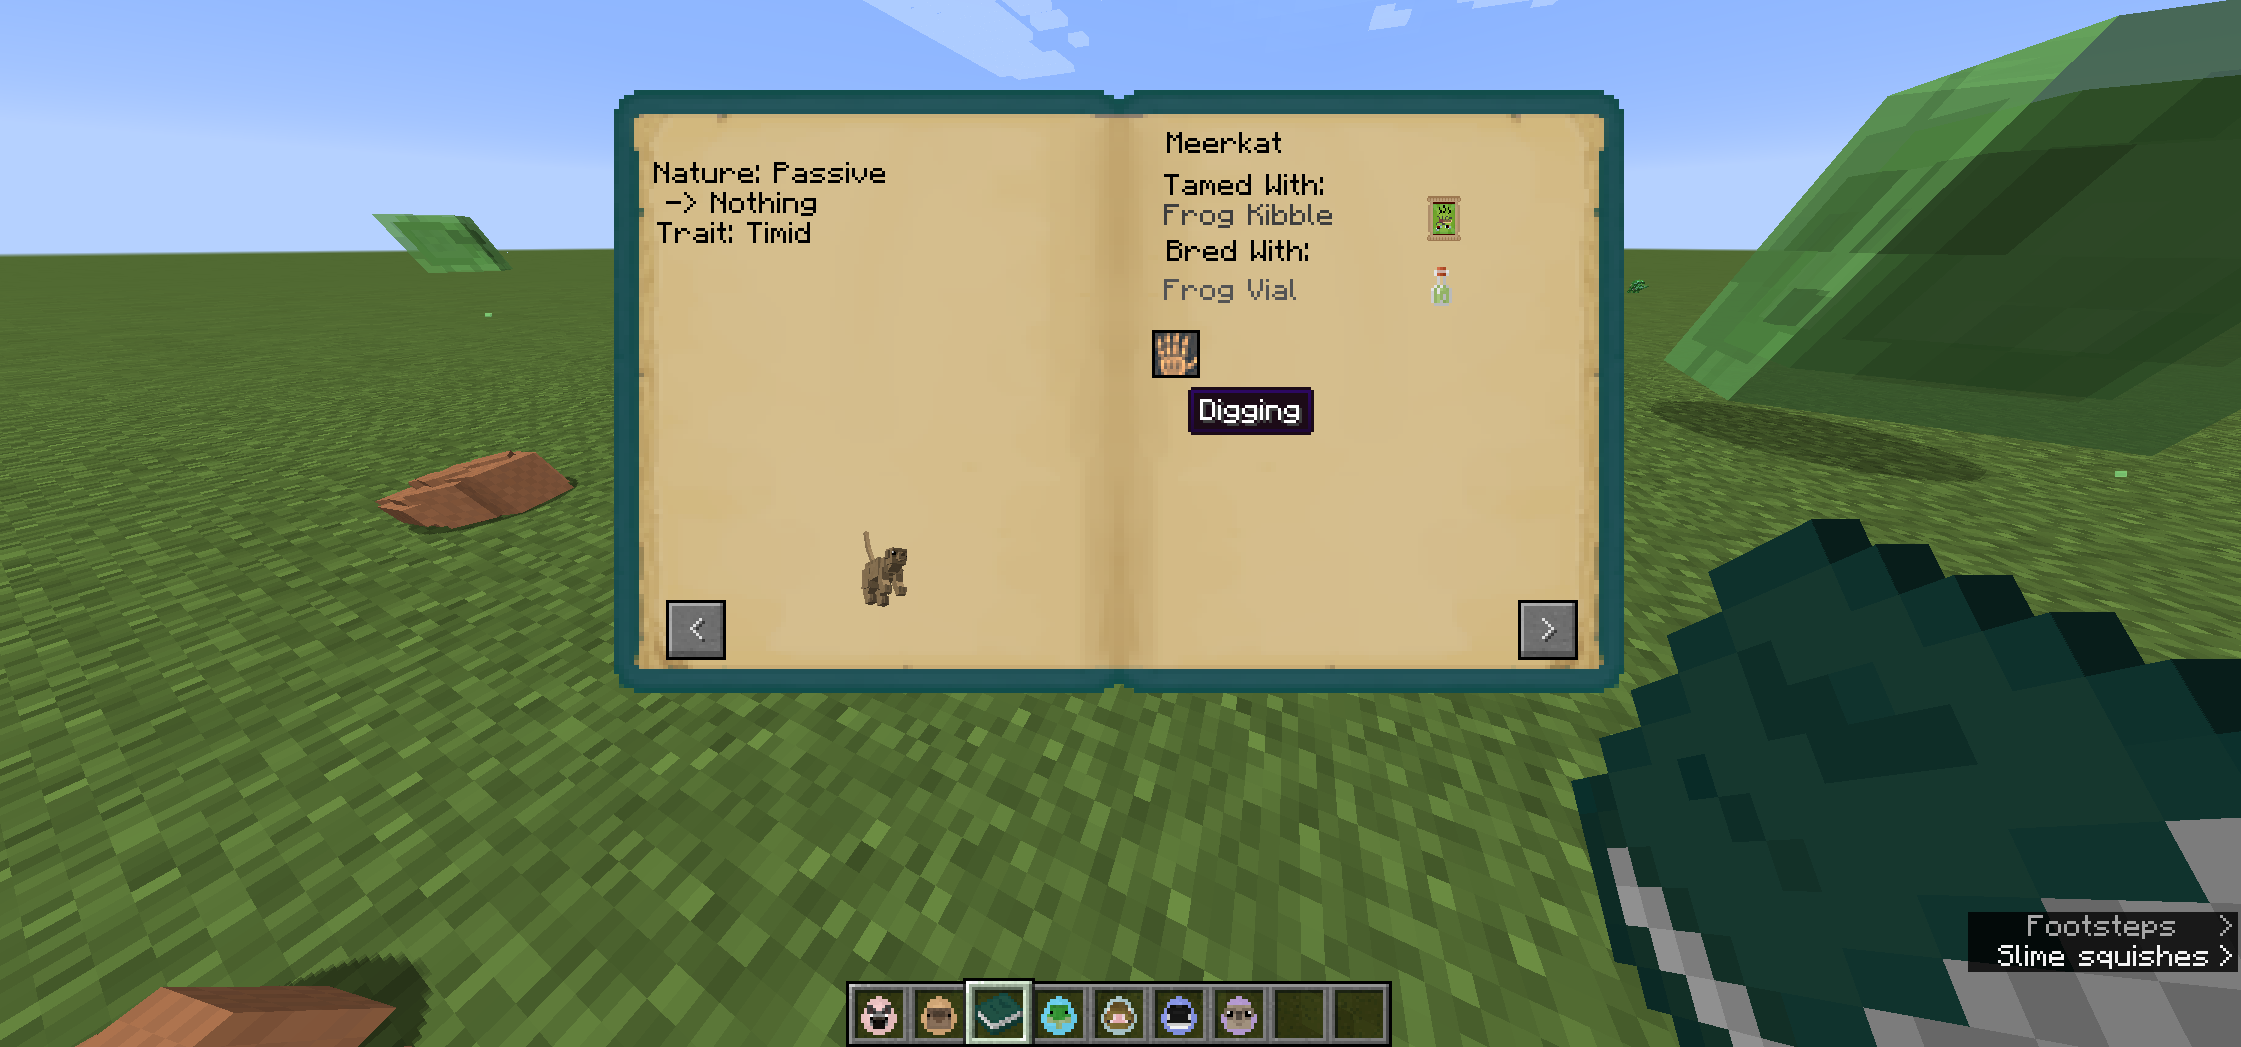 Nature: Passive
-> Nothing
Trait: Timid
Meerkat
Tamed With:
Frog Kibble
Bred With:
Frog Vial
Digging
<
>
Footsteps >
Slime squishes >